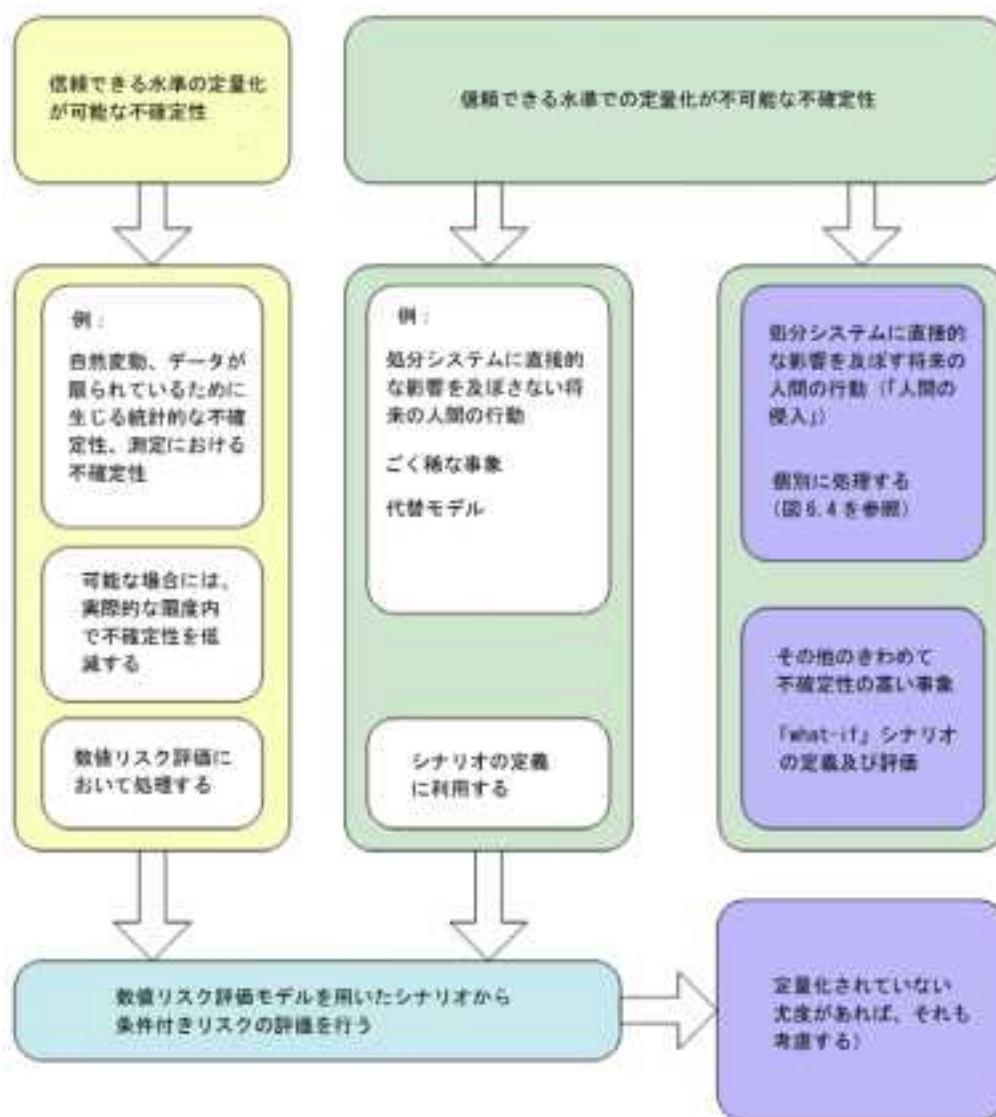 信頼できる水準の定量化
が可能な不確定性
信頼できる水準での定量化が不可能な不確定性
例：
自然変動、データが
限られているために
生じる統計的な不確
定性、測定における
不確定性
可能な場合には、
実際的な限度内
で不確定性を低
減する
数値リスク評価に
おいて処理する
例：
処分システムに直接的
な影響を及ぼさない将
来の人間の行動
ごく稀な事象
代替モデル
シナリオの定義
に利用する
処分システムに直接的
な影響を及ぼす将来の
人間の行動（「人間の
侵入」）
個別に処理する
（図6.4を参照）
その他のきわめて
不確定性の高い事象
「what-if」シナリオ
の定義及び評価
数値リスク評価モデルを用いたシナリオから
条件付きリスクの評価を行う
定量化されていない
尤度があれば、それも
考慮する）